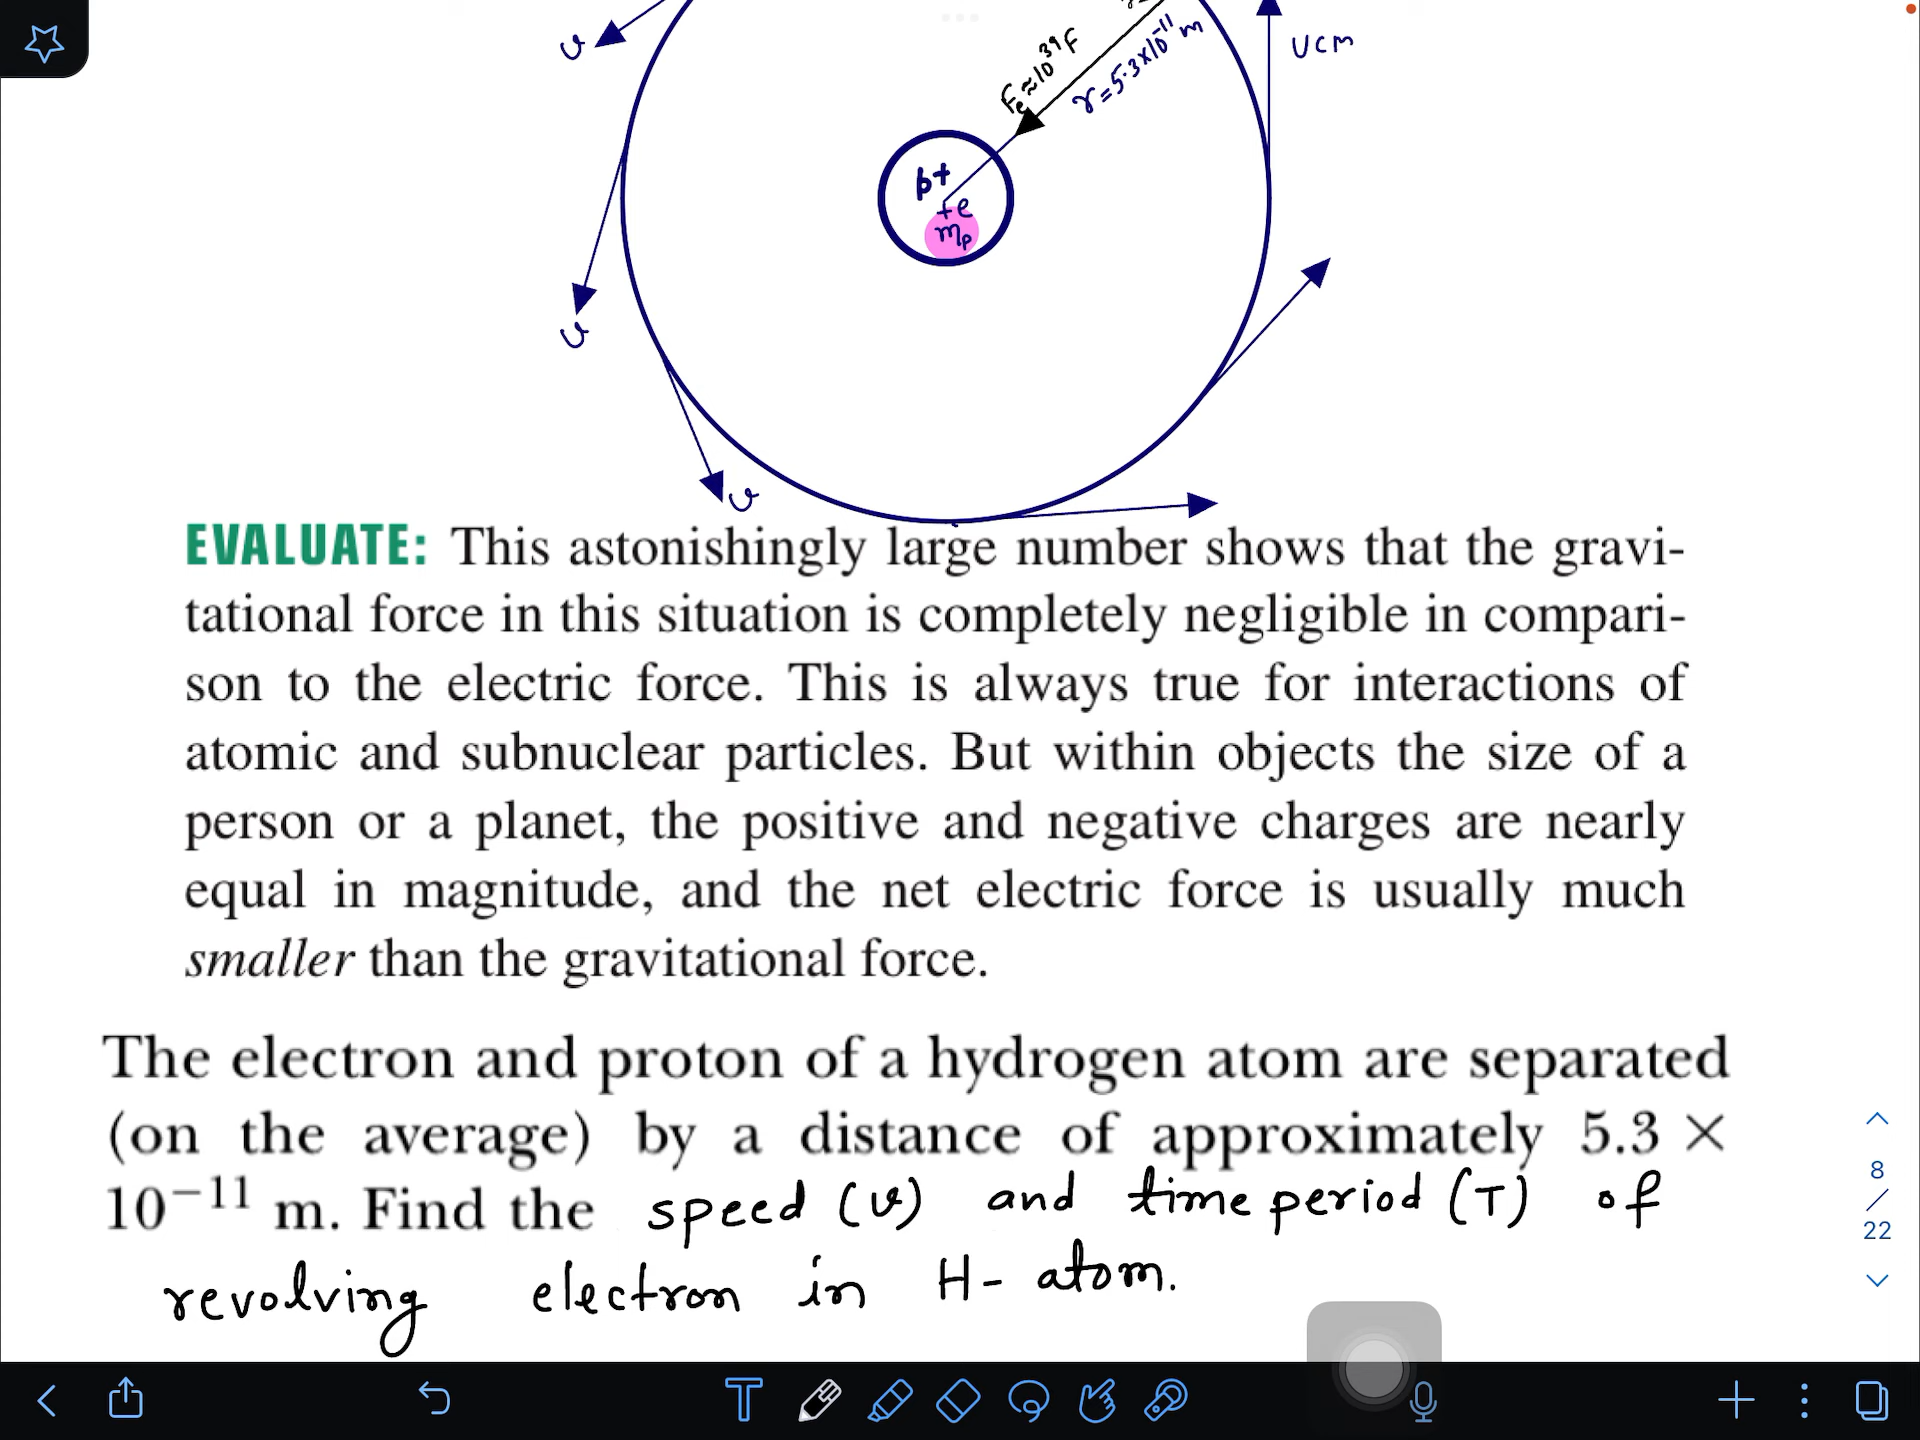 υ
Fe≈10³⁹F
r=5.3×10⁻¹¹m
υcm
p+
+e
mp
υ
υ
EVALUATE: This astonishingly large number shows that the gravi-
tational force in this situation is completely negligible in compari-
son to the electric force. This is always true for interactions of
atomic and subnuclear particles. But within objects the size of a
person or a planet, the positive and negative charges are nearly
equal in magnitude, and the net electric force is usually much
smaller than the gravitational force.
The electron and proton of a hydrogen atom are separated
(on the average) by a distance of approximately 5.3 ×
10⁻¹¹ m. Find the speed (υ) and time period (T) of
revolving electron in H- atom.
8
/
22
T